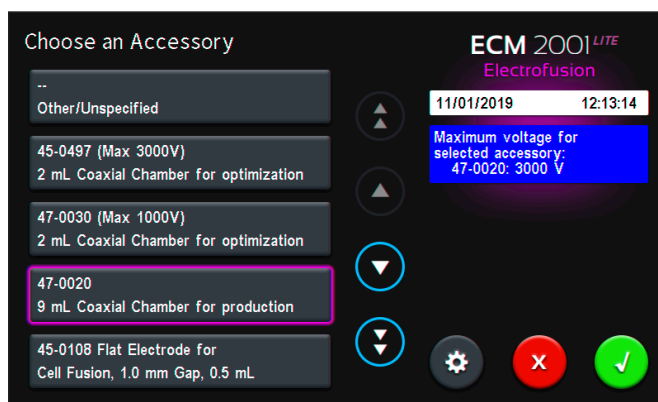 Choose an Accessory
--
Other/Unspecified
45-0497 (Max 3000V)
2 mL Coaxial Chamber for optimization
47-0030 (Max 1000V)
2 mL Coaxial Chamber for optimization
47-0020
9 mL Coaxial Chamber for production
45-0108 Flat Electrode for
Cell Fusion, 1.0 mm Gap, 0.5 mL
ECM 2001 LITE
Electrofusion
11/01/2019 12:13:14
Maximum voltage for
selected accessory:
47-0020: 3000 V
X